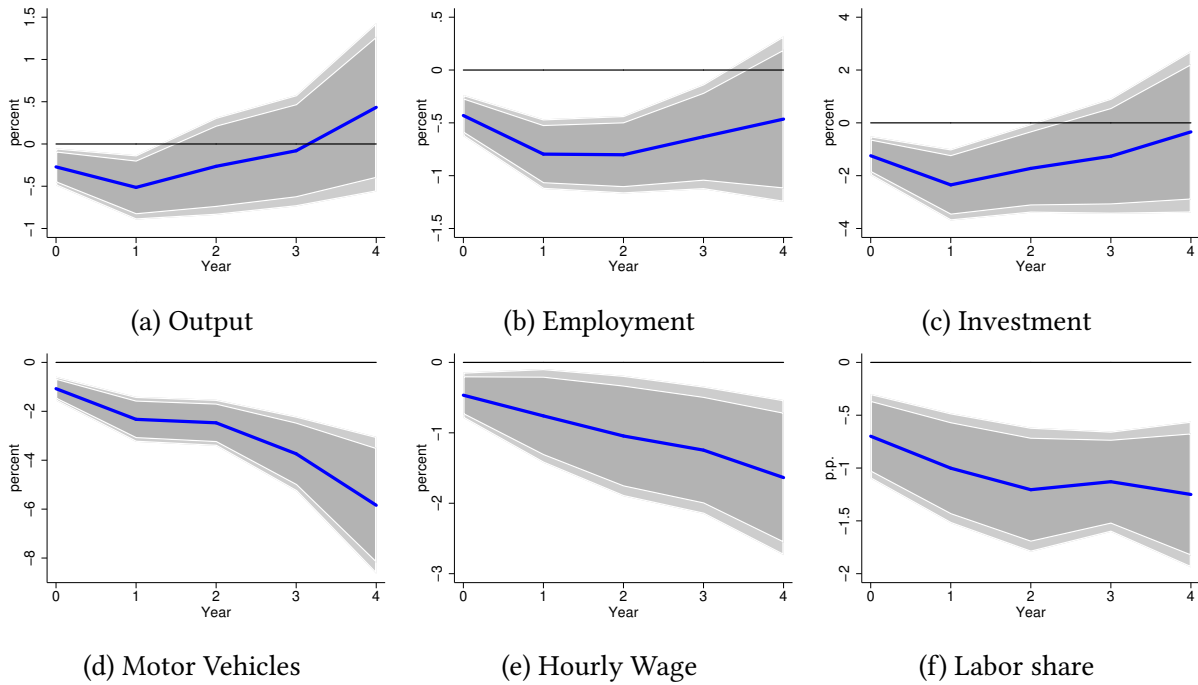 1.5
1
.5
0
-.5
-1
percent
0 1 2 3 4
Year
(a) Output
.5
0
-.5
-1
-1.5
percent
0 1 2 3 4
Year
(b) Employment
4
2
0
-2
-4
percent
0 1 2 3 4
Year
(c) Investment
0
-2
-4
-6
-8
percent
0 1 2 3 4
Year
(d) Motor Vehicles
0
-1
-2
-3
percent
0 1 2 3 4
Year
(e) Hourly Wage
0
-.5
-1
-1.5
-2
p.p.
0 1 2 3 4
Year
(f) Labor share